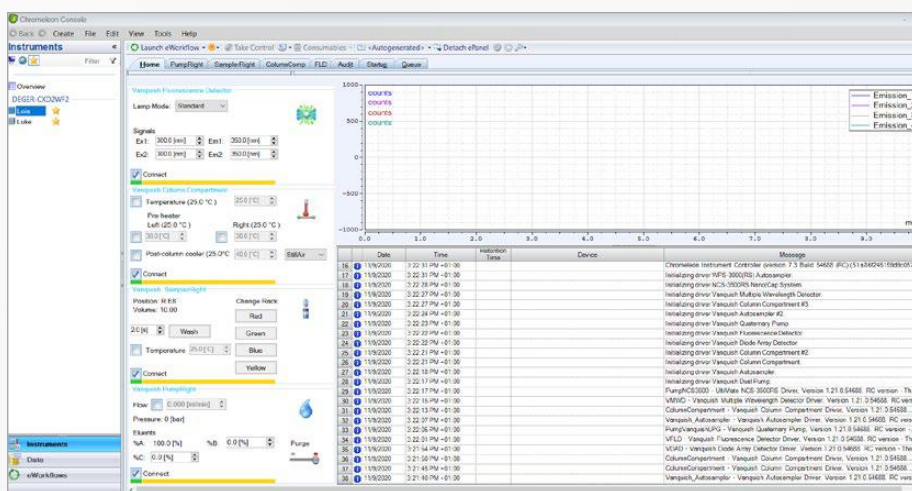 Chromeleon Console
Back Create File Edit View Tools Help
Instruments « Launch eWorkflow Take Control Consumables <Autogenerated> Detach ePanel
Filter
Home PumpRight SamplerRight ColumnComp FLD Audit Startup Queue
Overview
DEGER-CXD2WF2
Lois
Luke
Vanquish Fluorescence Detector
Lamp Mode: Standard
Signals
Ex1: 300.0 [nm] Em1: 350.0 [nm]
Ex2: 300.0 [nm] Em2: 350.0 [nm]
Connect
Vanquish Column Compartment
Temperature (25.0 °C ) 25.0 [°C]
Pre heater
Left (25.0 °C ) Right (25.0 °C )
30.0 [°C] 30.0 [°C]
Post-column cooler (25.0°C 40.0 [°C] StillAir
Connect
Vanquish SamplerRight
Position: R:E8 Change Rack
Volume: 10.00
Red
2.0 [s] Wash Green
Temperature 25.0 [°C] Blue
Yellow
Connect
Vanquish PumpRight
Flow 0.000 [ml/min]
Pressure: 0 [bar]
Eluents
%A: 100.0 [%] %B: 0.0 [%] Purge
%C: 0.0 [%]
Connect
Instruments
Data
eWorkflows
1000
500
0
-500
-1000
counts
counts
counts
counts
Emission_
Emission_
Emission_
Emission_
0.0 1.0 2.0 3.0 4.0 5.0 6.0 7.0 8.0 9.0
Date Time Retention Time Device Message
16 11/9/2020 3:22:31 PM +01:00 Chromeleon Instrument Controller (version 7.3 Build 54688 (RC)
17 11/9/2020 3:22:31 PM +01:00 Initializing driver WPS-3000(RS) Autosampler.
18 11/9/2020 3:22:28 PM +01:00 Initializing driver NCS-3500RS Nano/Cap System.
19 11/9/2020 3:22:27 PM +01:00 Initializing driver Vanquish Multiple Wavelength Detector.
20 11/9/2020 3:22:27 PM +01:00 Initializing driver Vanquish Column Compartment #3.
21 11/9/2020 3:22:24 PM +01:00 Initializing driver Vanquish Autosampler #2.
22 11/9/2020 3:22:23 PM +01:00 Initializing driver Vanquish Quaternary Pump.
23 11/9/2020 3:22:23 PM +01:00 Initializing driver Vanquish Fluorescence Detector.
24 11/9/2020 3:22:22 PM +01:00 Initializing driver Vanquish Diode Array Detector.
25 11/9/2020 3:22:21 PM +01:00 Initializing driver Vanquish Column Compartment #2.
26 11/9/2020 3:22:21 PM +01:00 Initializing driver Vanquish Column Compartment.
27 11/9/2020 3:22:18 PM +01:00 Initializing driver Vanquish Autosampler.
28 11/9/2020 3:22:18 PM +01:00 Initializing driver Vanquish Dual Pump.
29 11/9/2020 3:22:17 PM +01:00 PumpNCS3500 - UltiMate NCS-3500RS Driver, Version 1.21.0.54688. RC version - Th
30 11/9/2020 3:22:15 PM +01:00 VMWD - Vanquish Multiple Wavelength Detector Driver, Version 1.21.0.54688. RC ver
31 11/9/2020 3:22:13 PM +01:00 ColumnCompartment - Vanquish Column Compartment Driver, Version 1.21.0.54688...
32 11/9/2020 3:22:07 PM +01:00 Vanquish_Autosampler - Vanquish Autosampler Driver, Version 1.21.0.54688. RC vers
33 11/9/2020 3:22:05 PM +01:00 PumpVanquishLPG - Vanquish Quaternary Pump, Version 1.21.0.54688. RC version -
34 11/9/2020 3:22:01 PM +01:00 VFLD - Vanquish Fluorescence Detector Driver, Version 1.21.0.54688. RC version - Th
35 11/9/2020 3:21:54 PM +01:00 VDAD - Vanquish Diode Array Detector Driver, Version 1.21.0.54688. RC version - The
36 11/9/2020 3:21:50 PM +01:00 ColumnCompartment - Vanquish Column Compartment Driver, Version 1.21.0.54688...
37 11/9/2020 3:21:45 PM +01:00 ColumnCompartment - Vanquish Column Compartment Driver, Version 1.21.0.54688...
38 11/9/2020 3:21:40 PM +01:00 Vanquish_Autosampler - Vanquish Autosampler Driver, Version 1.21.0.54688. RC vers